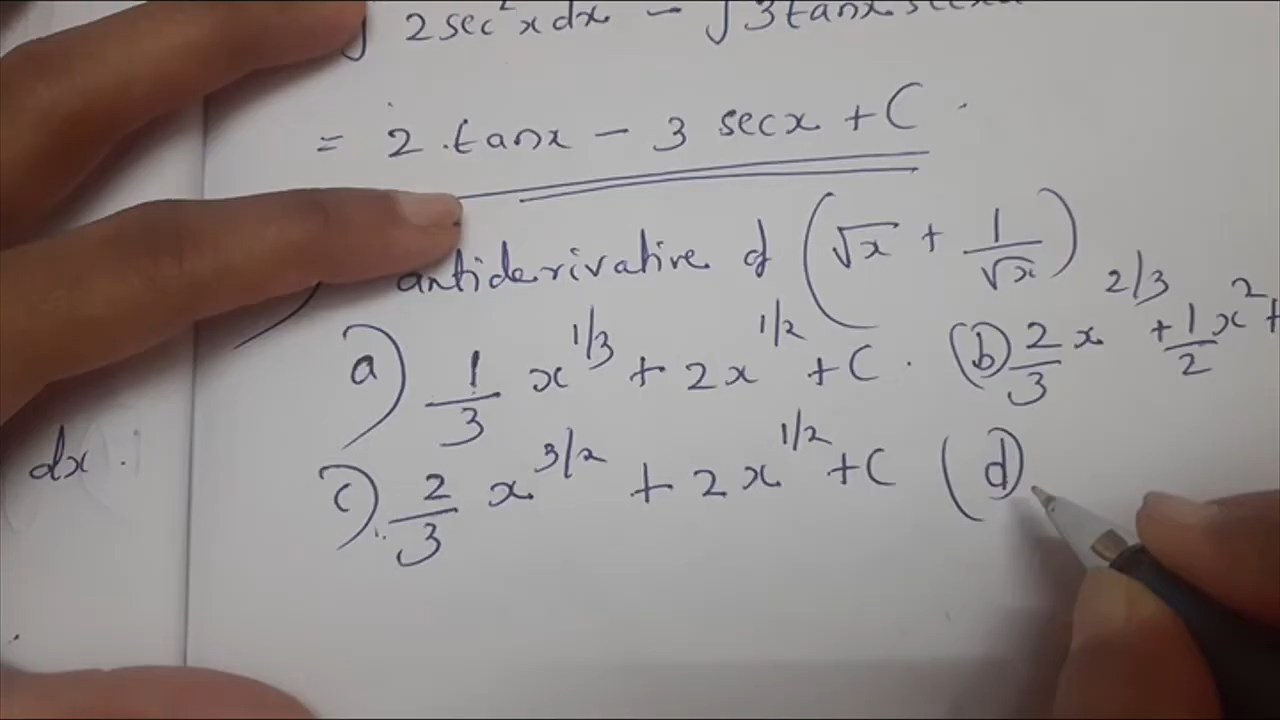 ∫ 2sec²x dx − ∫ 3tanx secx
= 2.tanx − 3 secx + C.
antiderivative of (√x + 1/√x)
a) 1/3 x^(1/3) + 2x^(1/2) + C. (b) 2/3 x^(2/3) + 1/2 x² +
dx.
c) 2/3 x^(3/2) + 2x^(1/2) + C (d)